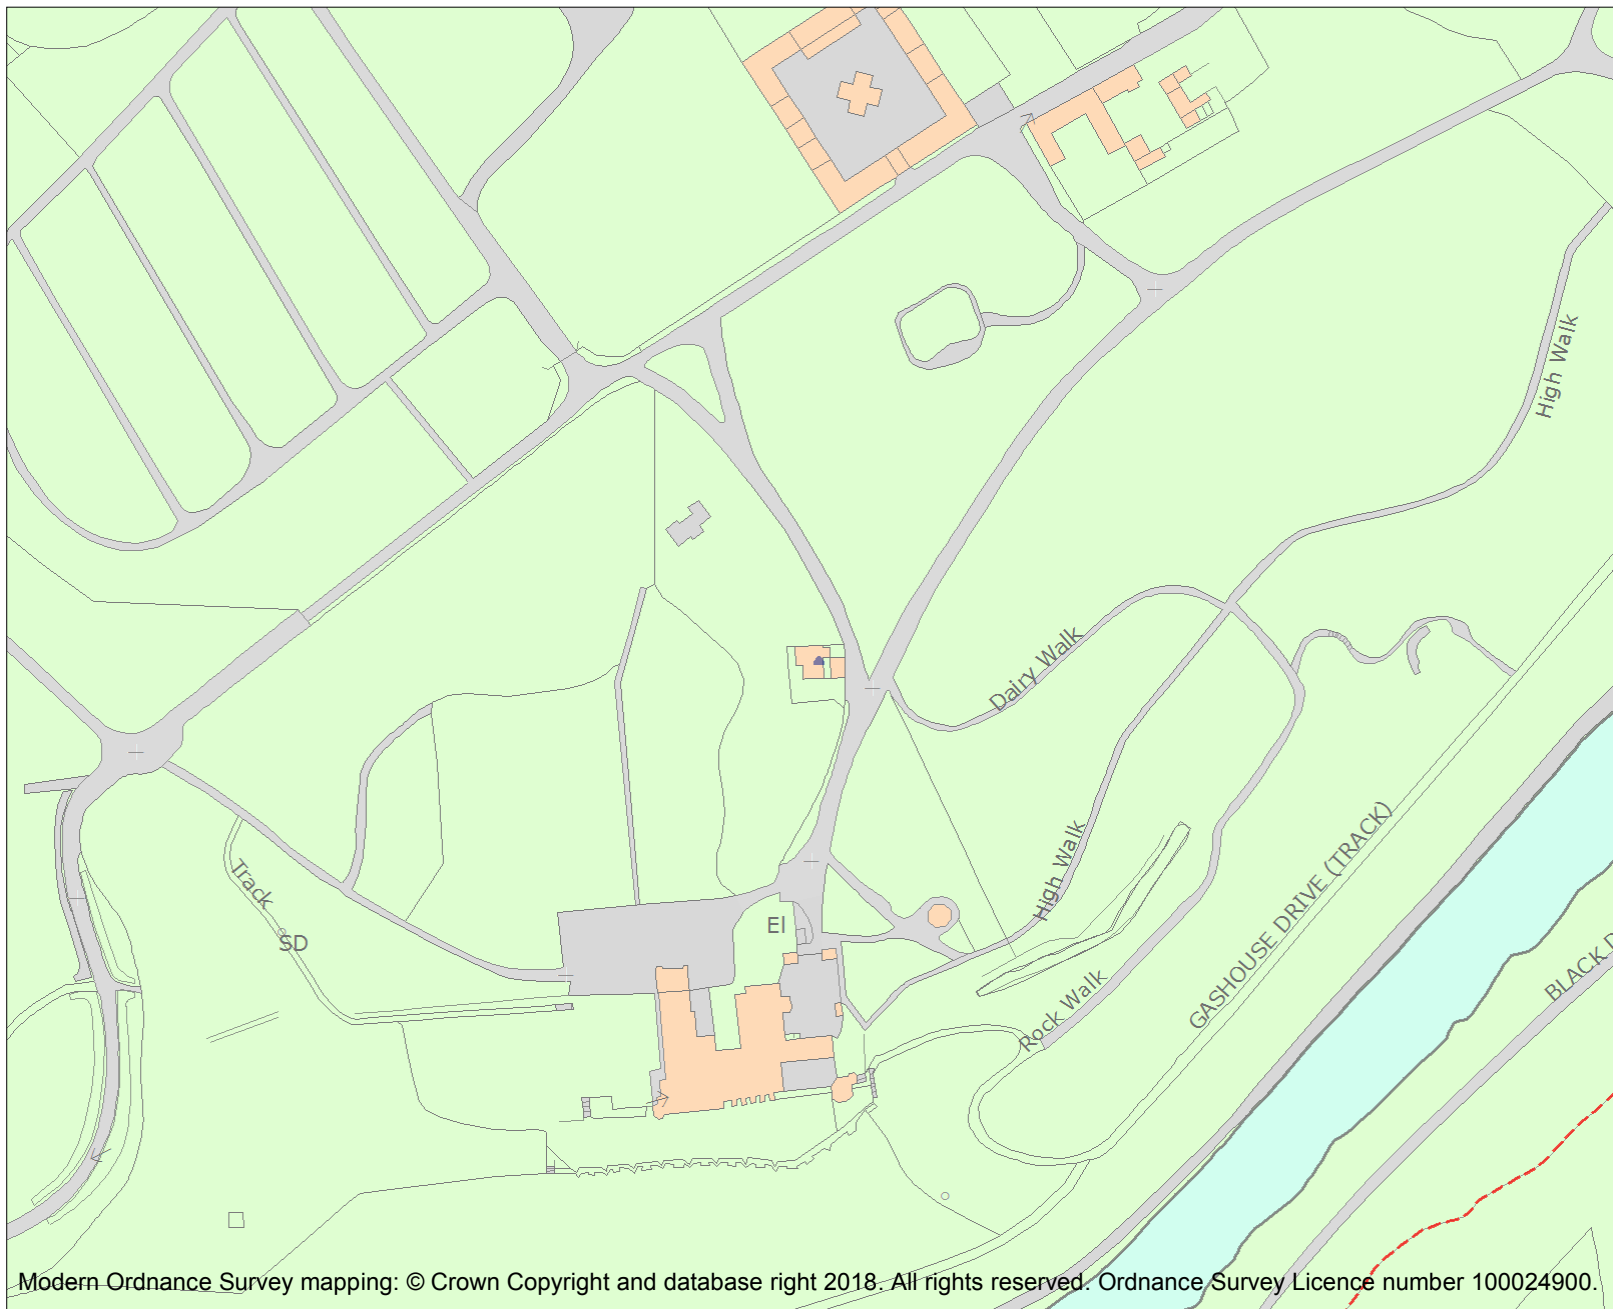 High Walk
Dairy Walk
High Walk
GASHOUSE DRIVE (TRACK)
Track
El
SD
BLACK D
Rock Walk
Modern Ordnance Survey mapping: © Crown Copyright and database right 2018. All rights reserved. Ordnance Survey Licence number 100024900.